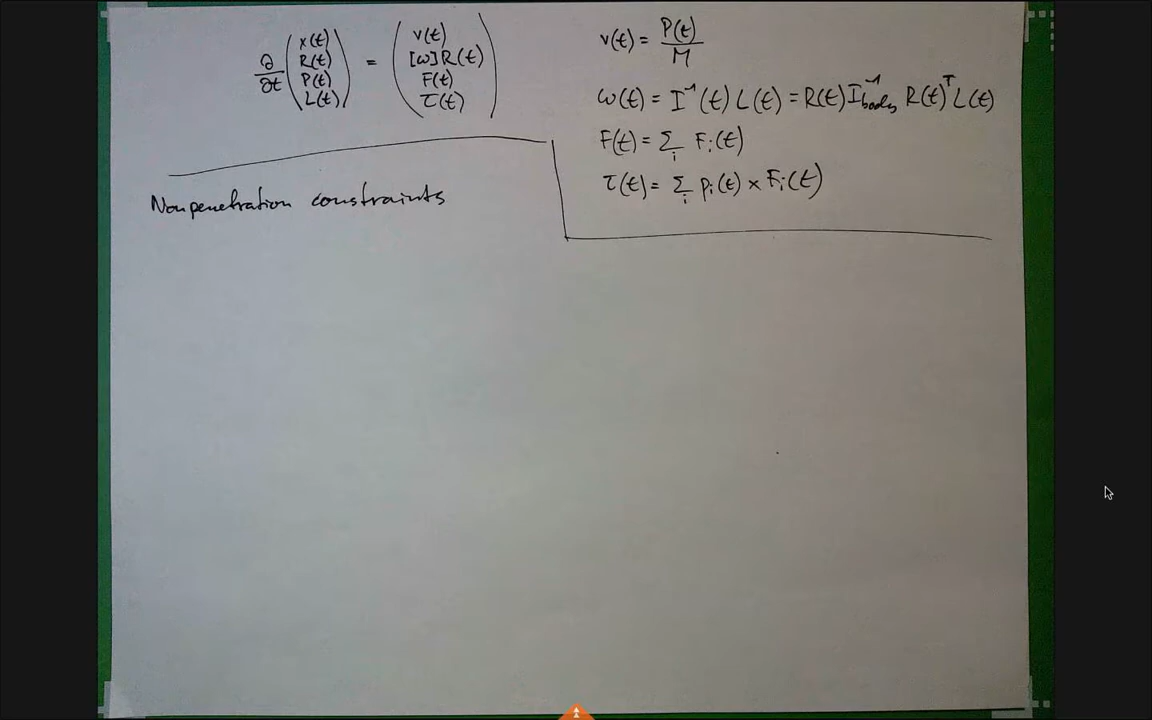 ∂/∂t (x(t) R(t) P(t) L(t)) = (v(t) [ω]R(t) F(t) τ(t))
v(t) = P(t)/M
ω(t) = I⁻¹(t) L(t) = R(t) I⁻¹body R(t)ᵀ L(t)
F(t) = Σi Fi(t)
τ(t) = Σi pi(t) × Fi(t)
Nonpenetration constraints